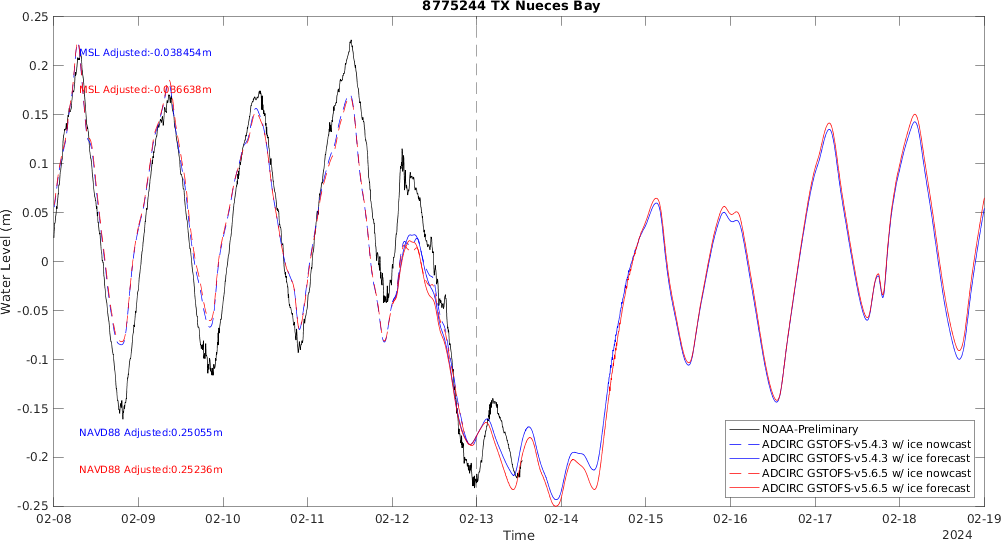 8775244 TX Nueces Bay
0.25
0.2
0.15
0.1
0.05
0
-0.05
-0.1
-0.15
-0.2
-0.25
Water Level (m)
MSL Adjusted:-0.038454m
MSL Adjusted:-0.036638m
NAVD88 Adjusted:0.25055m
NAVD88 Adjusted:0.25236m
NOAA-Preliminary
ADCIRC GSTOFS-v5.4.3 w/ ice nowcast
ADCIRC GSTOFS-v5.4.3 w/ ice forecast
ADCIRC GSTOFS-v5.6.5 w/ ice nowcast
ADCIRC GSTOFS-v5.6.5 w/ ice forecast
02-08 02-09 02-10 02-11 02-12 02-13 02-14 02-15 02-16 02-17 02-18 02-19
Time
2024